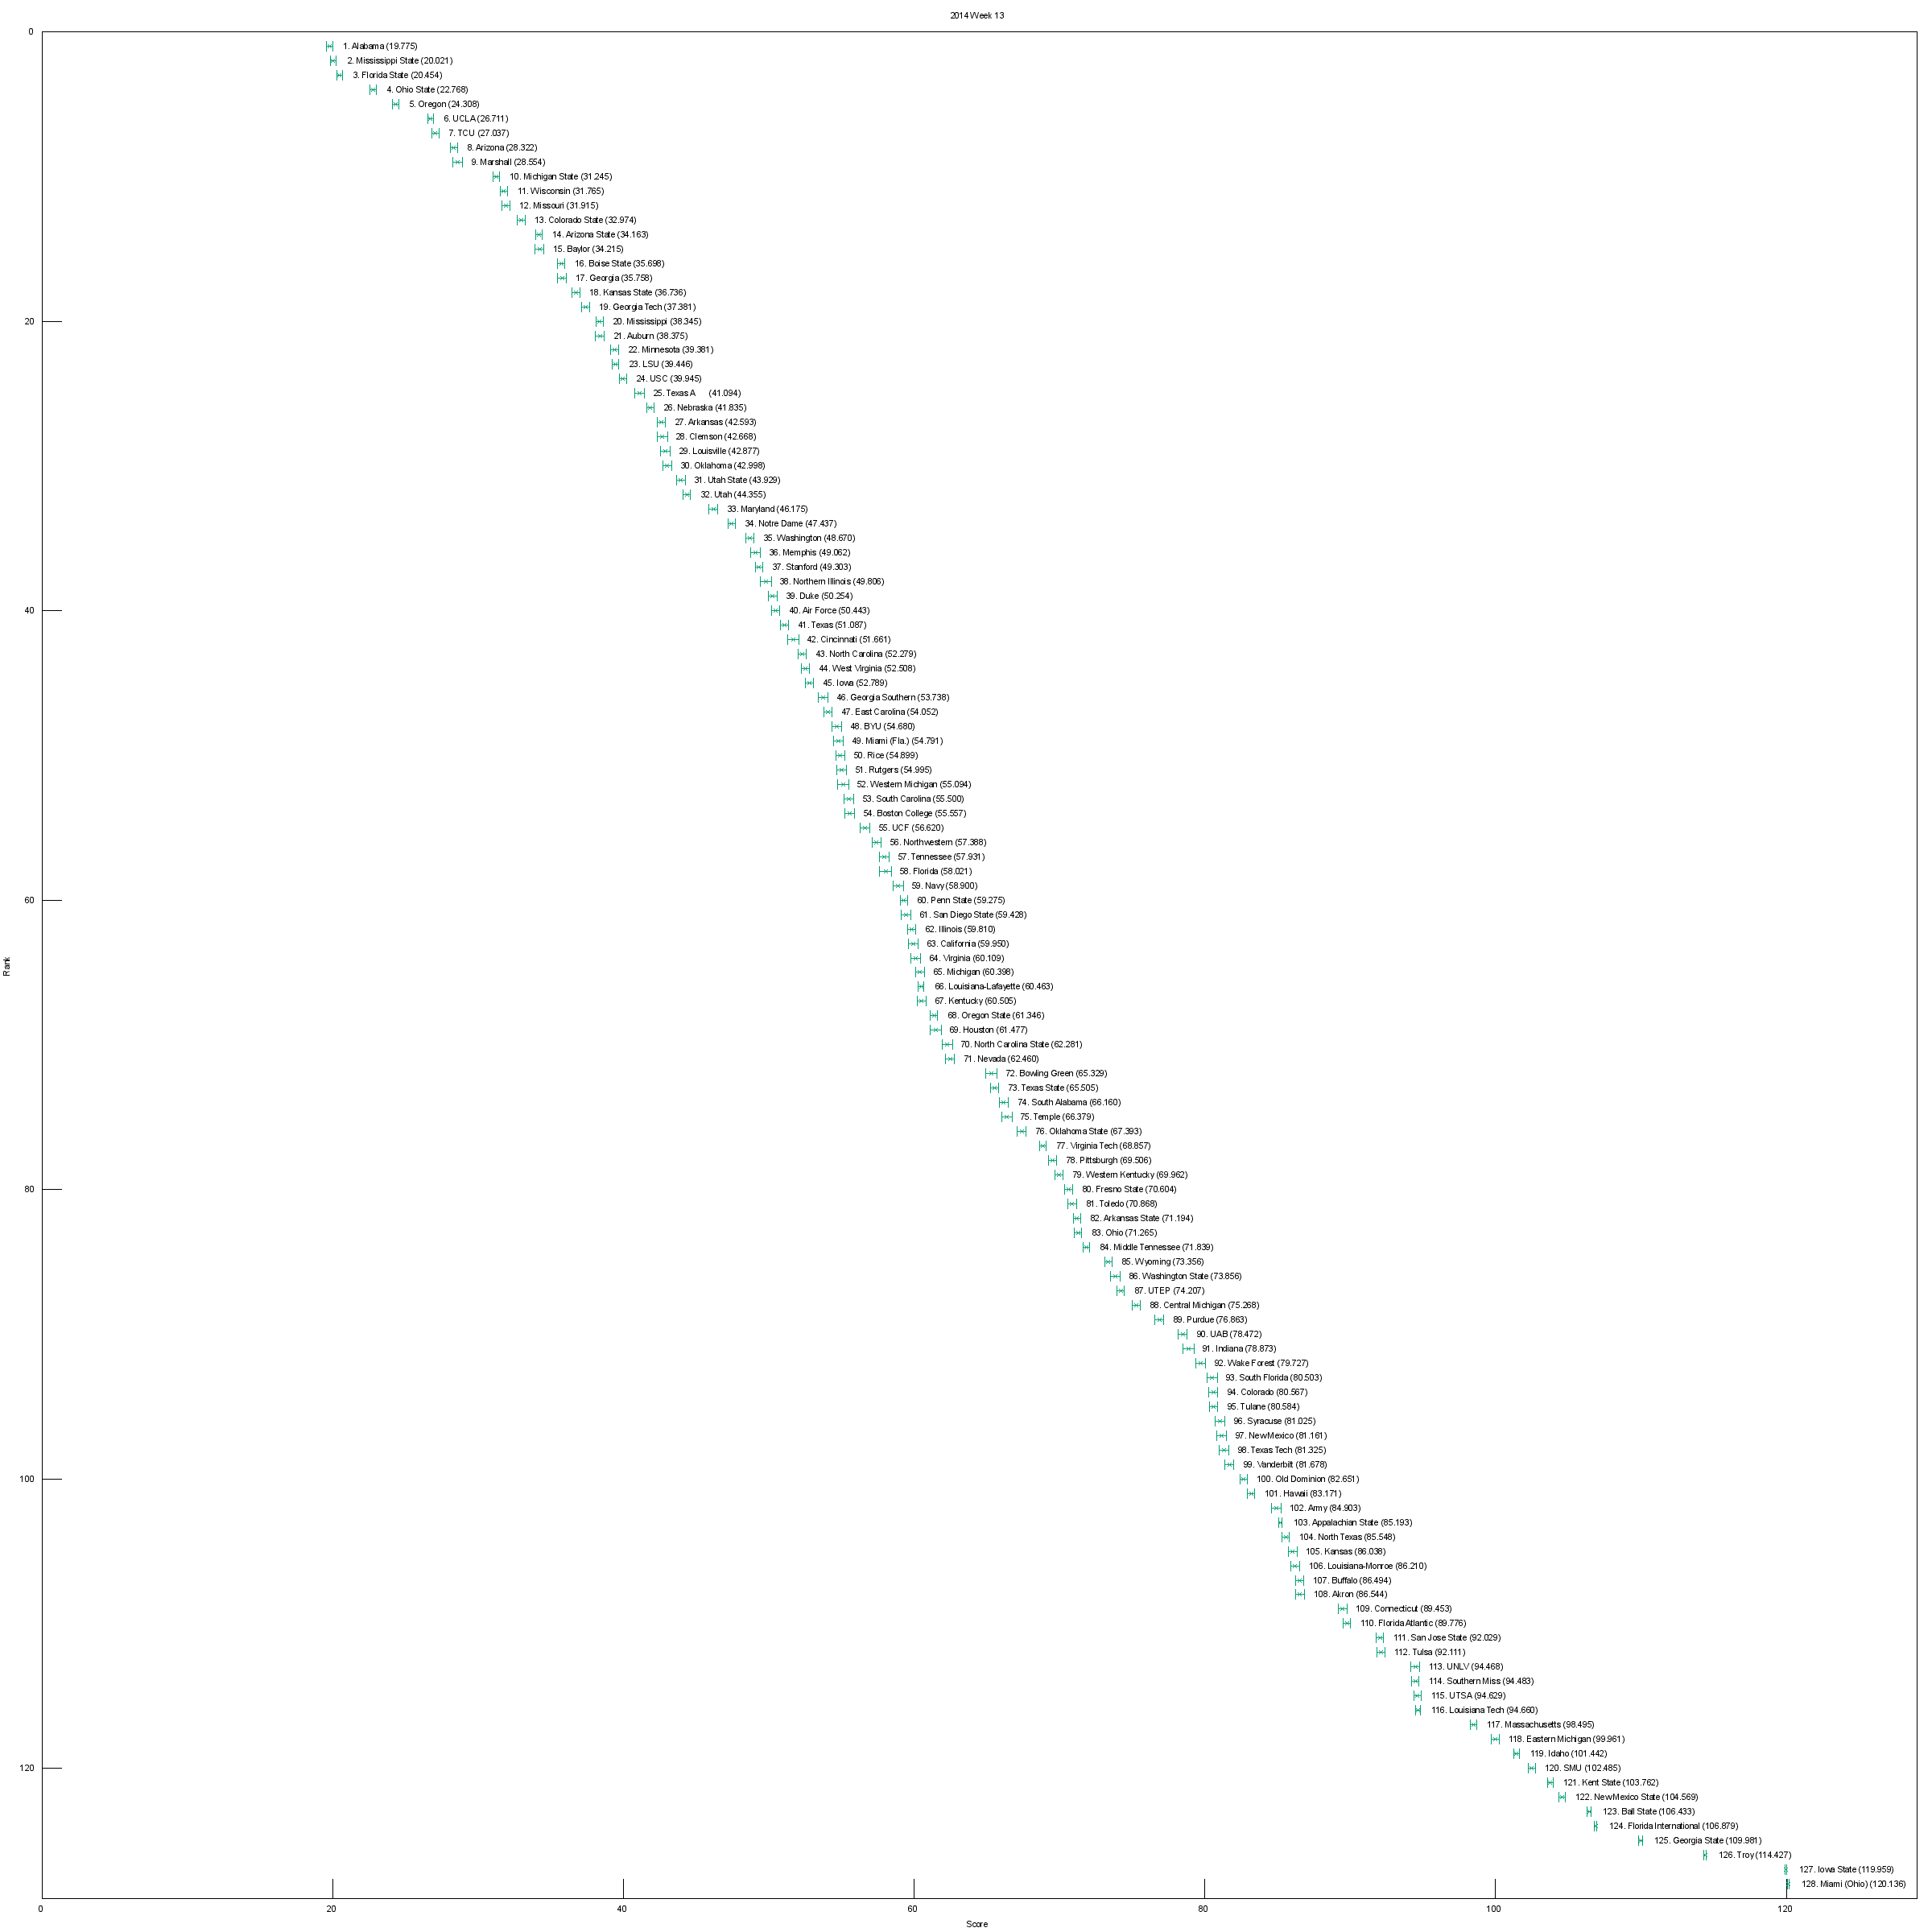 2014 Week 13
0
1. Alabama (19.775)
2. Mississippi State (20.021)
3. Florida State (20.454)
4. Ohio State (22.768)
5. Oregon (24.308)
6. UCLA (26.711)
7. TCU (27.037)
8. Arizona (28.322)
9. Marshall (28.554)
10. Michigan State (31.245)
11. Wisconsin (31.765)
12. Missouri (31.915)
13. Colorado State (32.974)
14. Arizona State (34.163)
15. Baylor (34.215)
16. Boise State (35.698)
17. Georgia (35.758)
18. Kansas State (36.736)
19. Georgia Tech (37.381)
20 20. Mississippi (38.345)
21. Auburn (38.375)
22. Minnesota (39.381)
23. LSU (39.446)
24. USC (39.945)
25. Texas A (41.094)
26. Nebraska (41.835)
27. Arkansas (42.593)
28. Clemson (42.668)
29. Louisville (42.877)
30. Oklahoma (42.998)
31. Utah State (43.929)
32. Utah (44.355)
33. Maryland (46.175)
34. Notre Dame (47.437)
35. Washington (48.670)
36. Memphis (49.062)
37. Stanford (49.303)
38. Northern Illinois (49.806)
39. Duke (50.254)
40 40. Air Force (50.443)
41. Texas (51.087)
42. Cincinnati (51.661)
43. North Carolina (52.279)
44. West Virginia (52.508)
45. Iowa (52.789)
46. Georgia Southern (53.738)
47. East Carolina (54.052)
48. BYU (54.680)
49. Miami (Fla.) (54.791)
50. Rice (54.899)
51. Rutgers (54.995)
52. Western Michigan (55.094)
53. South Carolina (55.500)
54. Boston College (55.557)
55. UCF (56.620)
56. Northwestern (57.388)
57. Tennessee (57.931)
58. Florida (58.021)
59. Navy (58.900)
60 60. Penn State (59.275)
61. San Diego State (59.428)
62. Illinois (59.810)
63. California (59.950)
64. Virginia (60.109)
65. Michigan (60.398)
66. Louisiana-Lafayette (60.463)
67. Kentucky (60.505)
68. Oregon State (61.346)
69. Houston (61.477)
70. North Carolina State (62.281)
71. Nevada (62.460)
72. Bowling Green (65.329)
73. Texas State (65.505)
74. South Alabama (66.160)
75. Temple (66.379)
76. Oklahoma State (67.393)
77. Virginia Tech (68.857)
78. Pittsburgh (69.506)
79. Western Kentucky (69.962)
80 80. Fresno State (70.604)
81. Toledo (70.868)
82. Arkansas State (71.194)
83. Ohio (71.265)
84. Middle Tennessee (71.839)
85. Wyoming (73.356)
86. Washington State (73.856)
87. UTEP (74.207)
88. Central Michigan (75.268)
89. Purdue (76.863)
90. UAB (78.472)
91. Indiana (78.873)
92. Wake Forest (79.727)
93. South Florida (80.503)
94. Colorado (80.567)
95. Tulane (80.584)
96. Syracuse (81.025)
97. New Mexico (81.161)
98. Texas Tech (81.325)
99. Vanderbilt (81.678)
100 100. Old Dominion (82.651)
101. Hawaii (83.171)
102. Army (84.903)
103. Appalachian State (85.193)
104. North Texas (85.548)
105. Kansas (86.038)
106. Louisiana-Monroe (86.210)
107. Buffalo (86.494)
108. Akron (86.544)
109. Connecticut (89.453)
110. Florida Atlantic (89.776)
111. San Jose State (92.029)
112. Tulsa (92.111)
113. UNLV (94.468)
114. Southern Miss (94.483)
115. UTSA (94.629)
116. Louisiana Tech (94.660)
117. Massachusetts (98.495)
118. Eastern Michigan (99.961)
119. Idaho (101.442)
120 120. SMU (102.485)
121. Kent State (103.762)
122. New Mexico State (104.569)
123. Ball State (106.433)
124. Florida International (106.879)
125. Georgia State (109.981)
126. Troy (114.427)
127. Iowa State (119.959)
128. Miami (Ohio) (120.136)
Rank
0 20 40 60 80 100 120
Score